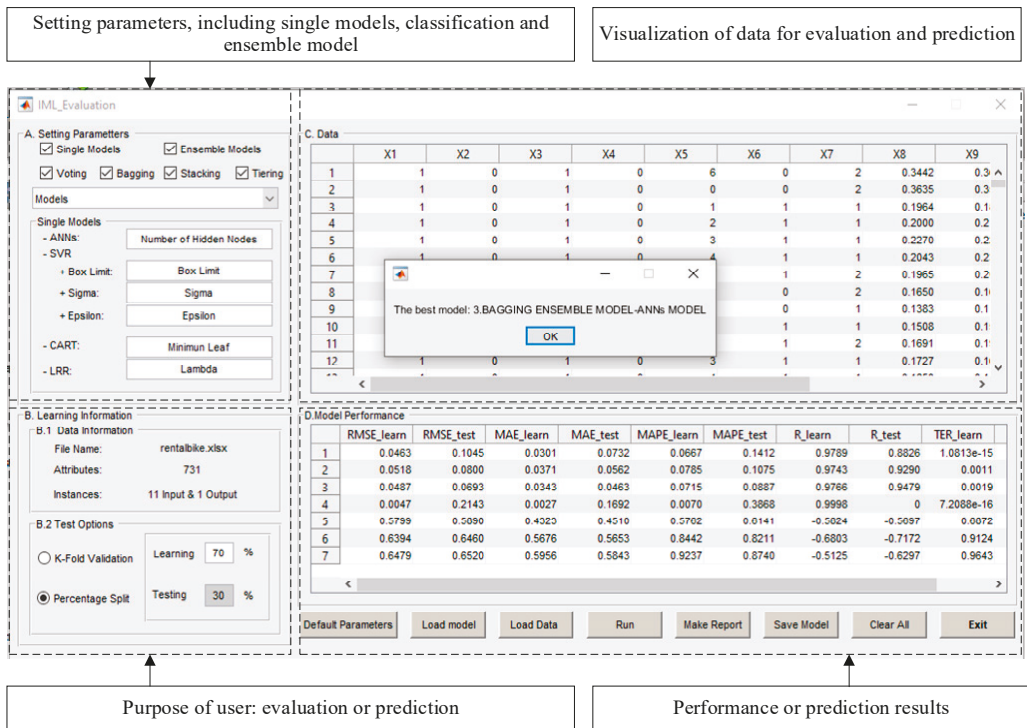 Setting parameters, including single models, classification and
ensemble model
Visualization of data for evaluation and prediction
IML_Evaluation
A. Setting Parametters
Single Models
Ensemble Models
Voting
Bagging
Stacking
Tiering
Models
Single Models
- ANNs:
Number of Hidden Nodes
- SVR
+ Box Limit:
Box Limit
+ Sigma:
Sigma
+ Epsilon:
Epsilon
- CART:
Minimun Leaf
- LRR:
Lambda
C. Data
X1 X2 X3 X4 X5 X6 X7 X8 X9
1 1 0 1 0 6 0 2 0.3442
2 1 0 1 0 0 0 2 0.3635
3 1 0 1 0 1 1 1 0.1964
4 1 0 1 0 2 1 1 0.2000
5 1 0 1 0 3 1 1 0.2270
6 1 0 1 0 4 1 1 0.2043
7 1 2 0.1965
8 0 2 0.1650
9 0 1 0.1383
10 1 1 0.1508
11 1 2 0.1691
12 1 0 1 0 3 1 1 0.1727
The best model: 3.BAGGING ENSEMBLE MODEL-ANNs MODEL
OK
B. Learning Information
B.1 Data Information
File Name: rentalbike.xlsx
Attributes: 731
Instances: 11 Input & 1 Output
B.2 Test Options
K-Fold Validation
Percentage Split
Learning 70 %
Testing 30 %
D.Model Performance
RMSE_learn RMSE_test MAE_learn MAE_test MAPE_learn MAPE_test R_learn R_test TER_learn
1 0.0463 0.1045 0.0301 0.0732 0.0667 0.1412 0.9789 0.8826 1.0813e-15
2 0.0518 0.0800 0.0371 0.0562 0.0785 0.1075 0.9743 0.9290 0.0011
3 0.0487 0.0693 0.0343 0.0463 0.0715 0.0887 0.9766 0.9479 0.0019
4 0.0047 0.2143 0.0027 0.1692 0.0070 0.3868 0.9998 0 7.2088e-16
5
6 0.6394 0.6460 0.5676 0.5653 0.8442 0.8211 -0.6803 -0.7172 0.9124
7 0.6479 0.6520 0.5956 0.5843 0.9237 0.8740 -0.5125 -0.6297 0.9643
Default Parameters
Load model
Load Data
Run
Make Report
Save Model
Clear All
Exit
Purpose of user: evaluation or prediction
Performance or prediction results